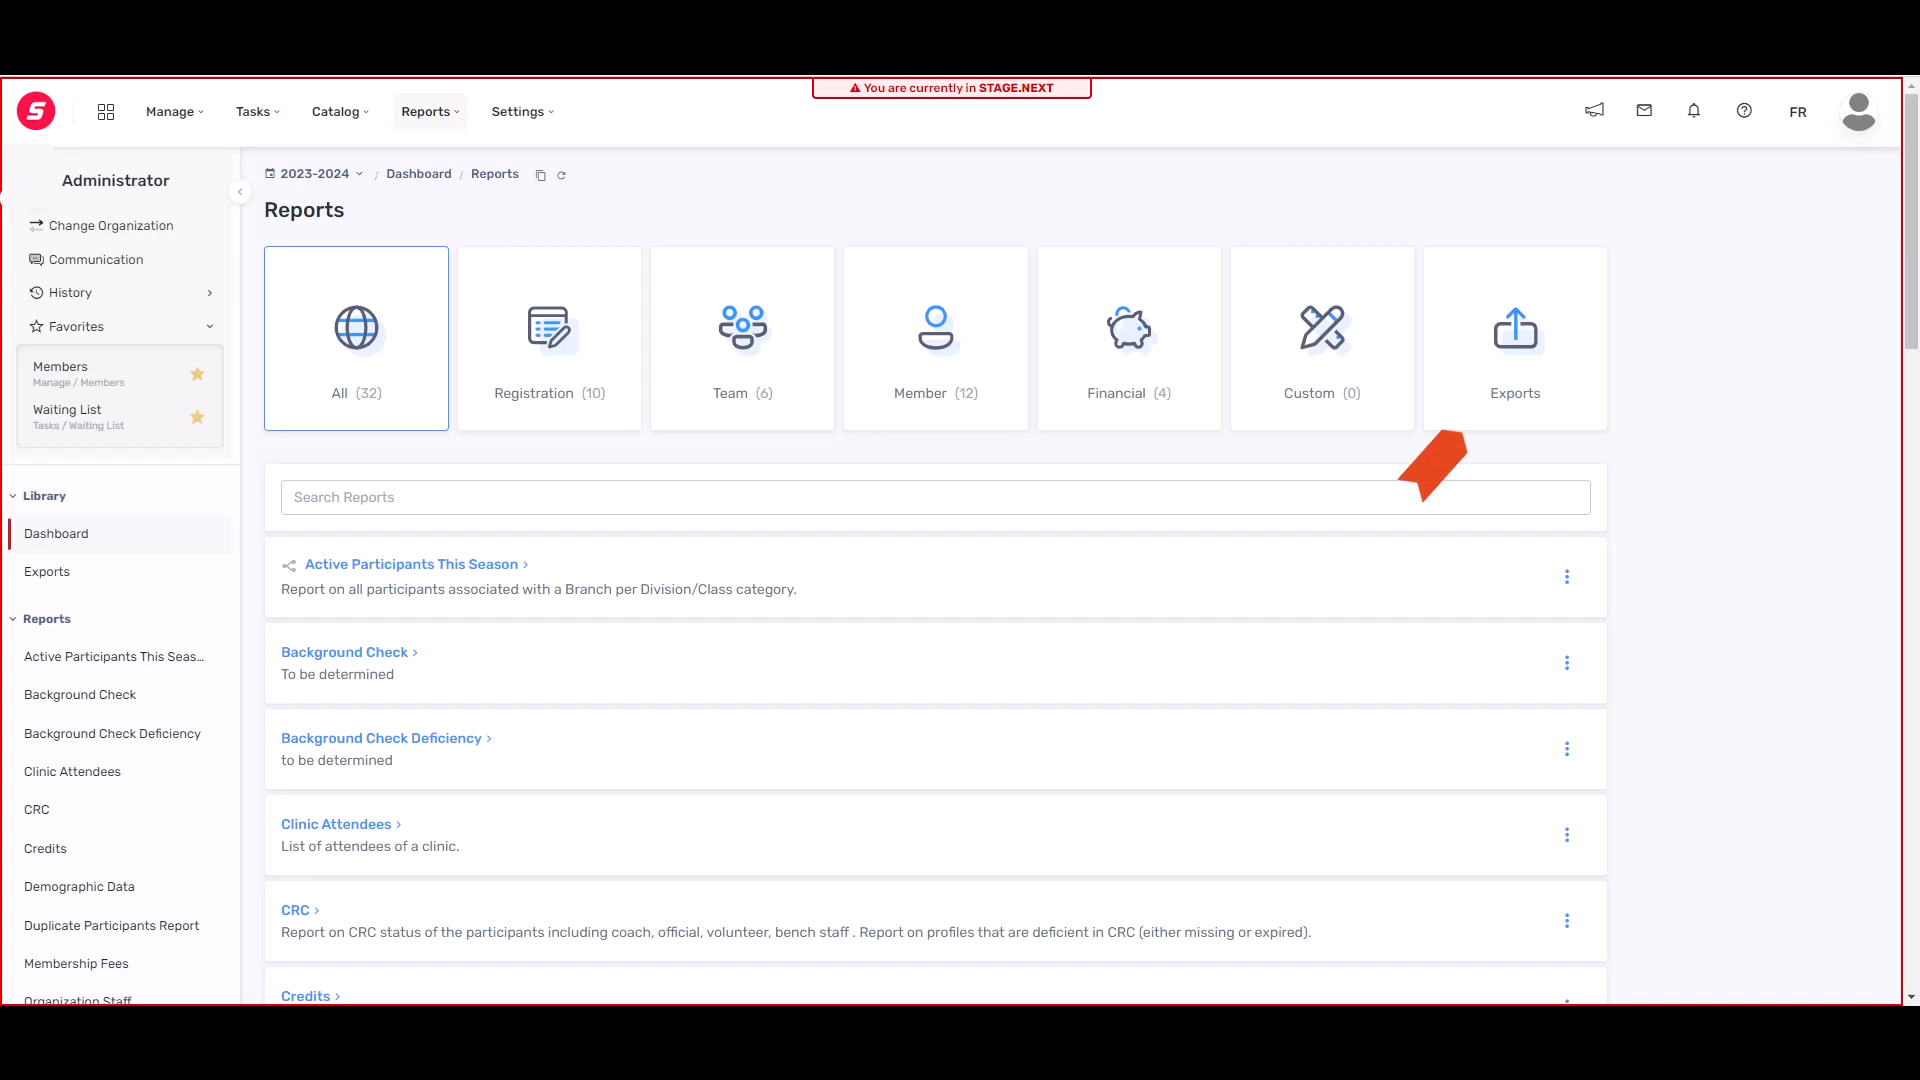 You are currently in STAGE.NEXT
S
Manage
Tasks
Catalog
Reports
Settings
FR
Administrator
Change Organization
Communication
History
Favorites
Members
Manage / Members
Waiting List
Tasks / Waiting List
Library
Dashboard
Exports
Reports
Active Participants This Seas...
Background Check
Background Check Deficiency
Clinic Attendees
CRC
Credits
Demographic Data
Duplicate Participants Report
Membership Fees
Organization Staff
2023-2024 / Dashboard / Reports
Reports
All (32)
Registration (10)
Team (6)
Member (12)
Financial (4)
Custom (0)
Exports
Search Reports
Active Participants This Season
Report on all participants associated with a Branch per Division/Class category.
Background Check
To be determined
Background Check Deficiency
to be determined
Clinic Attendees
List of attendees of a clinic.
CRC
Report on CRC status of the participants including coach, official, volunteer, bench staff . Report on profiles that are deficient in CRC (either missing or expired).
Credits